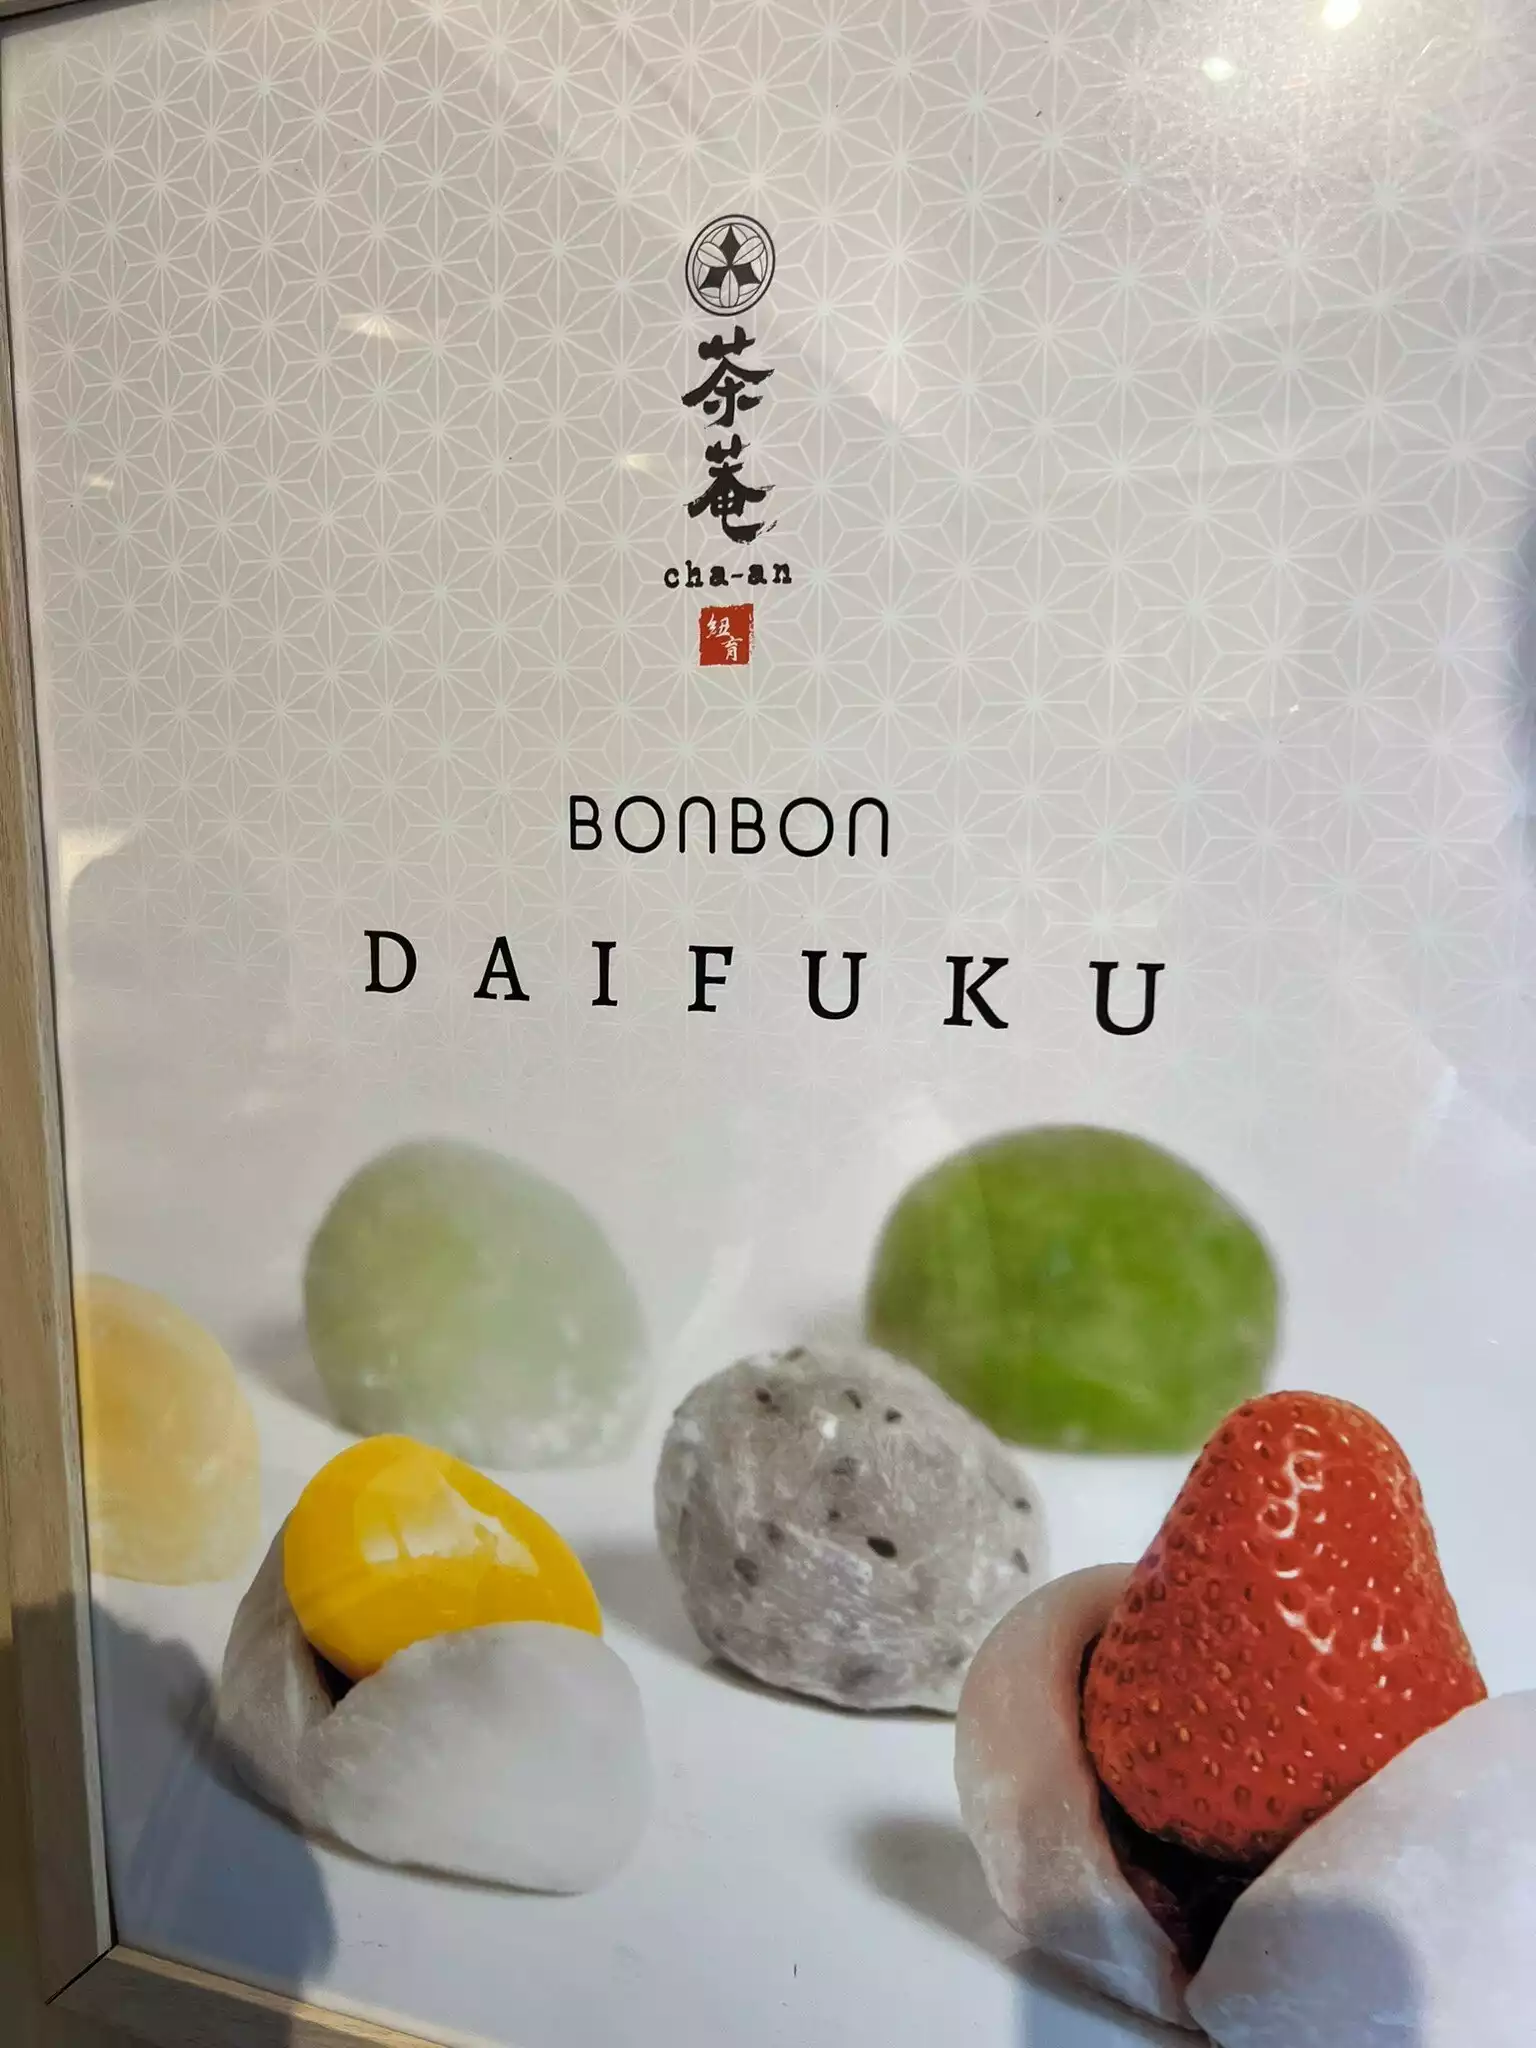 茶菴
cha-an
紐育
BONBON
DAIFUKU